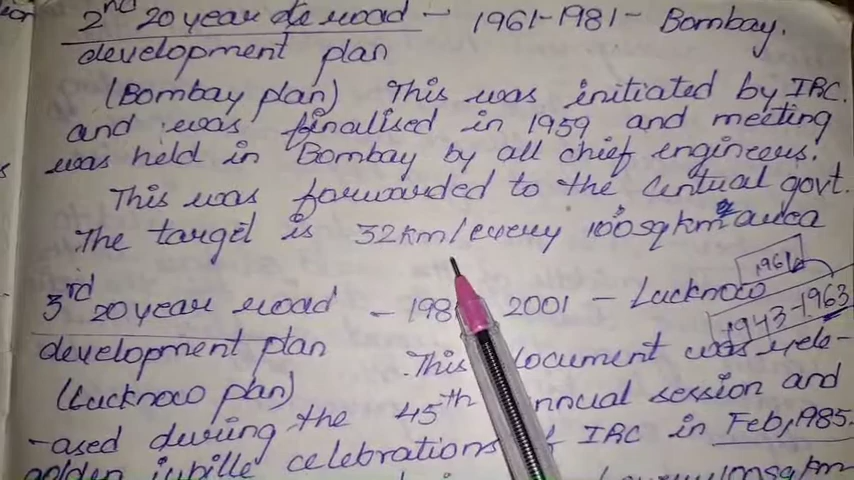 2nd 20 year de road - 1961-1981 - Bombay.
development plan
(Bombay plan) This was initiated by IRC.
and was finalised in 1959 and meeting
was held in Bombay by all chief engineers.
This was forwarded to the Central govt.
The target is 32km/every 100sqkm area
1961
3rd 20 year road - 198 2001 - Lucknow
1943-1963
development plan This document was rele-
(Lucknow plan)
-ased during the 45th nnual session and
golden jubille celebrations IRC in Feb,1985.